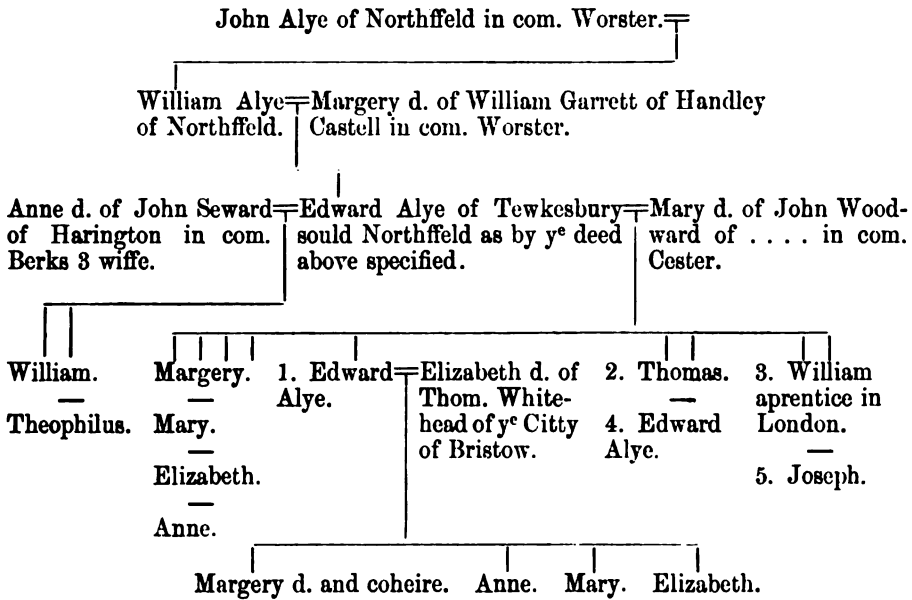 John Alye of Northffeld in com. Worster.
William Alye
of Northffeld.
Margery d. of William Garrett of Handley
Castell in com. Worster.
Anne d. of John Seward
of Harington in com.
Berks 3 wiffe.
Edward Alye of Tewkesbury
sould Northffeld as by yᵉ deed
above specified.
Mary d. of John Wood-
ward of . . . . in com.
Cester.
William.
Theophilus.
Margery.
Mary.
Elizabeth.
Anne.
1. Edward
Alye.
Elizabeth d. of
Thom. White-
head of yᵉ Citty
of Bristow.
2. Thomas.
4. Edward
Alye.
3. William
aprentice in
London.
5. Joseph.
Margery d. and coheire. Anne. Mary. Elizabeth.